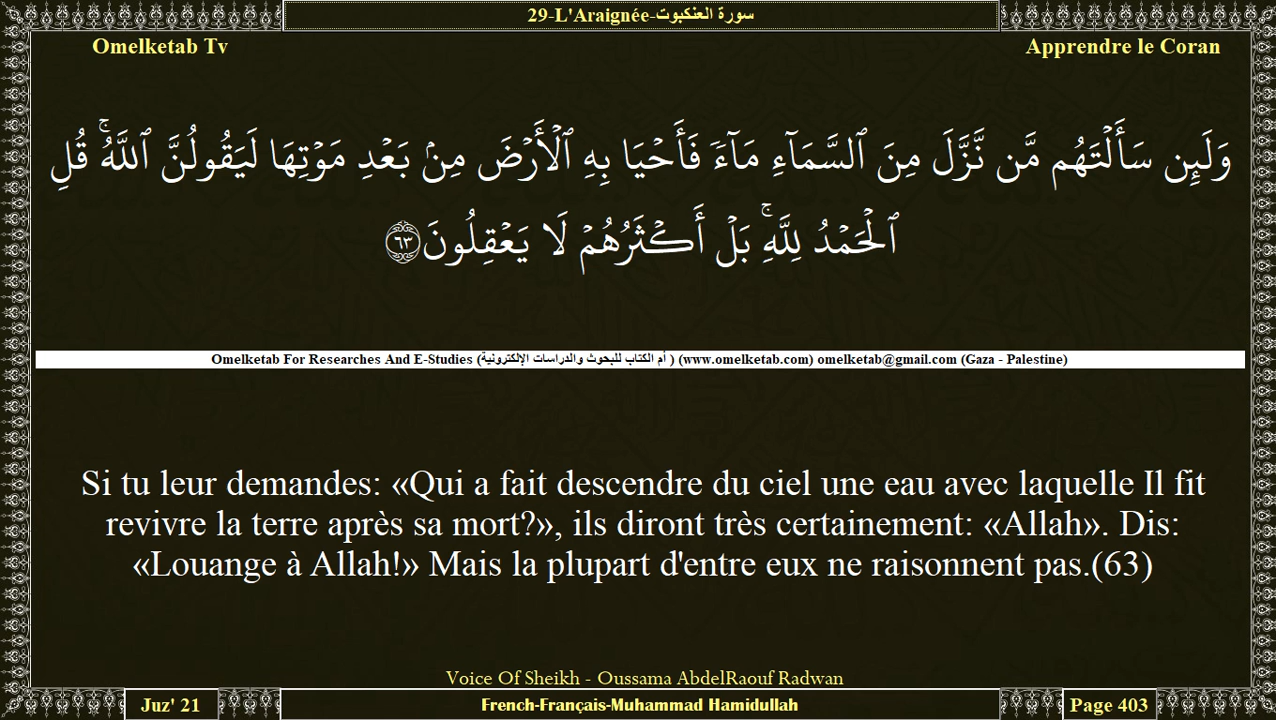 29-L'Araignée-سورة العنكبوت
Omelketab Tv
Apprendre le Coran
وَلَئِن سَأَلْتَهُم مَّن نَّزَّلَ مِنَ ٱلسَّمَآءِ مَآءً فَأَحْيَا بِهِ ٱلْأَرْضَ مِنۢ بَعْدِ مَوْتِهَا لَيَقُولُنَّ ٱللَّهُ ۚ قُلِ
ٱلْحَمْدُ لِلَّهِ ۚ بَلْ أَكْثَرُهُمْ لَا يَعْقِلُونَ ٦٣
Omelketab For Researches And E-Studies (أم الكتاب للبحوث والدراسات الإلكترونية ) (www.omelketab.com) omelketab@gmail.com (Gaza - Palestine)
Si tu leur demandes: «Qui a fait descendre du ciel une eau avec laquelle Il fit
revivre la terre après sa mort?», ils diront très certainement: «Allah». Dis:
«Louange à Allah!» Mais la plupart d'entre eux ne raisonnent pas.(63)
Voice Of Sheikh - Oussama AbdelRaouf Radwan
Juz' 21
French-Français-Muhammad Hamidullah
Page 403